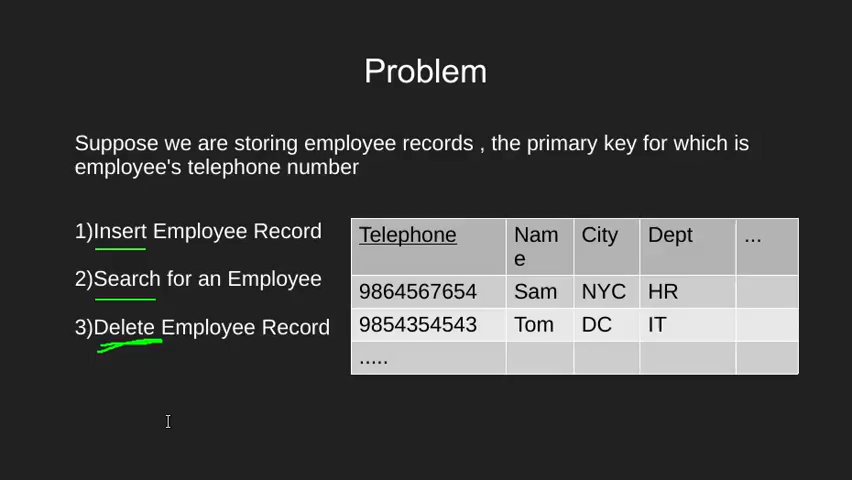 Problem
Suppose we are storing employee records , the primary key for which is
employee's telephone number
1)Insert Employee Record
2)Search for an Employee
3)Delete Employee Record
Telephone Nam City Dept ...
e
9864567654 Sam NYC HR
9854354543 Tom DC IT
.....